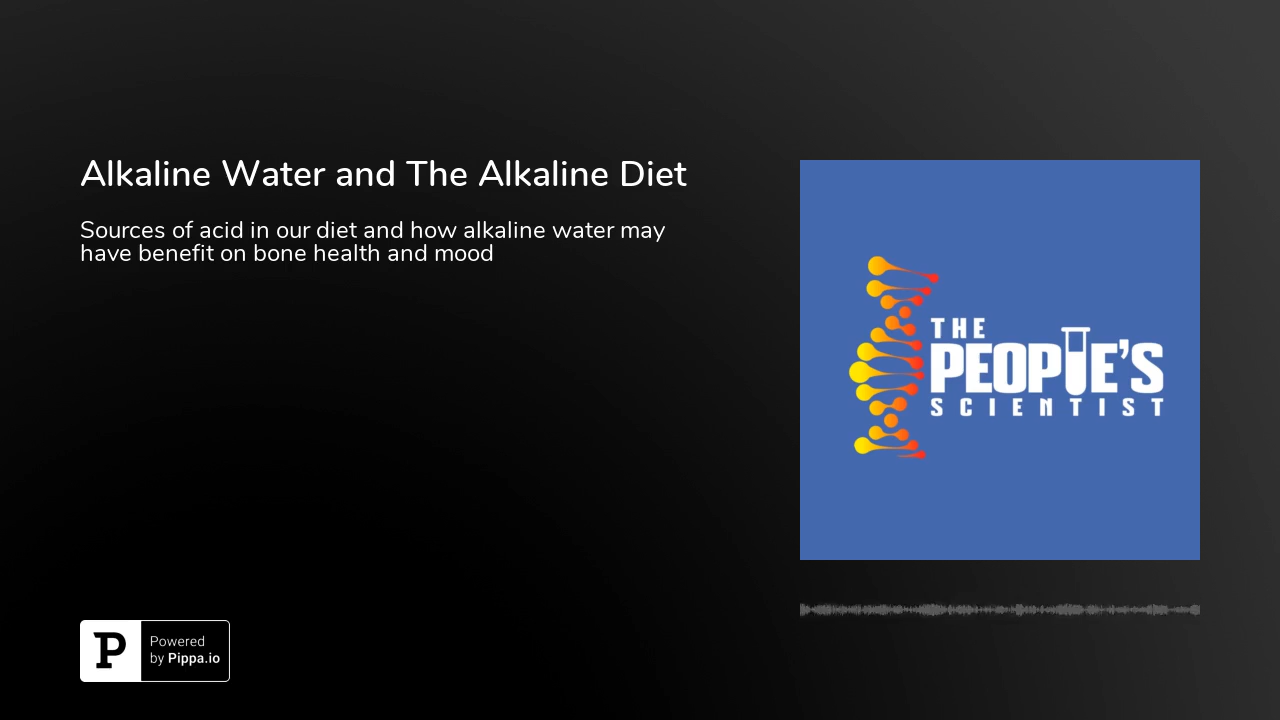 Alkaline Water and The Alkaline Diet
Sources of acid in our diet and how alkaline water may
have benefit on bone health and mood
THE
PEOPLE'S
SCIENTIST
P
Powered
by Pippa.io